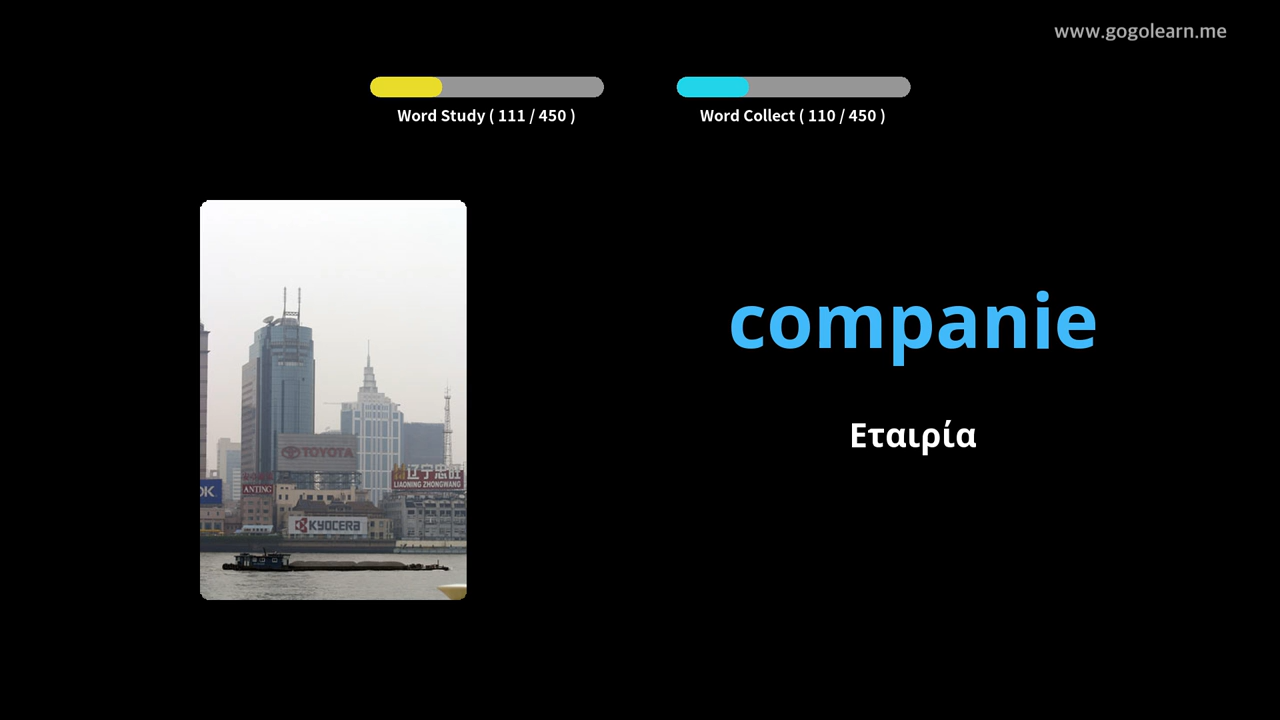 www.gogolearn.me
Word Study ( 111 / 450 )
Word Collect ( 110 / 450 )
companie
Εταιρία
TOYOTA
辽宁忠旺
LIAONING ZHONGWANG
ANTING
KYOCERA